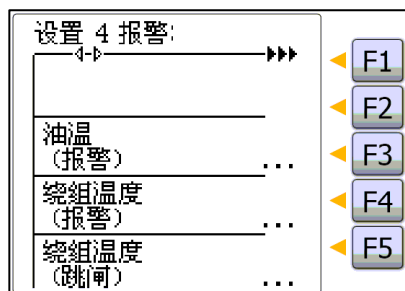 设置 4 报警:
F1
F2
油温
(报警) ...
F3
绕组温度
(报警) ...
F4
绕组温度
(跳闸) ...
F5